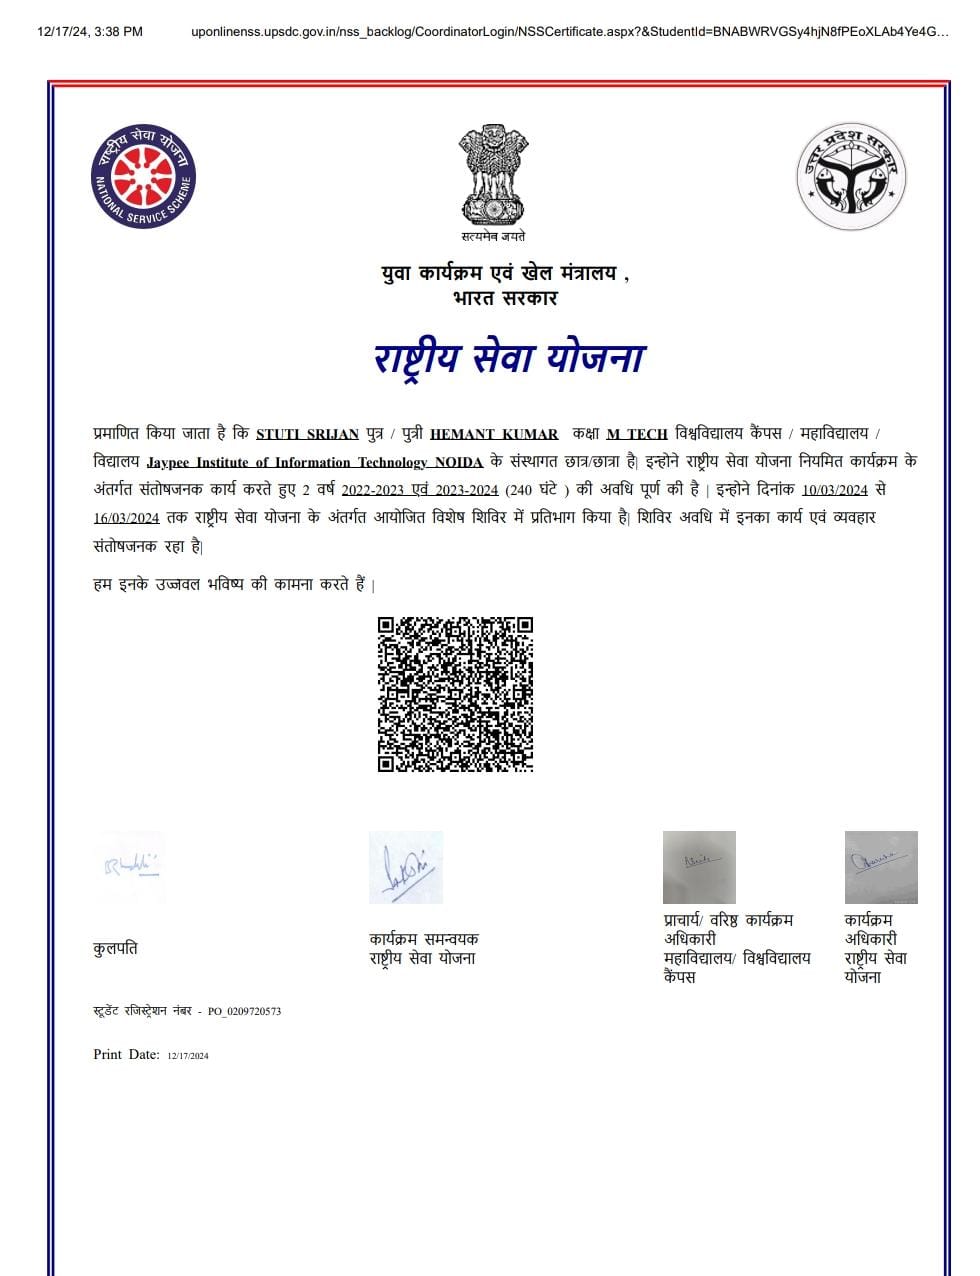 12/17/24, 3:38 PM uponlinenss.upsdc.gov.in/nss_backlog/CoordinatorLogin/NSSCertificate.aspx?&StudentId=BNABWRVGSy4hjN8fPEoXLAb4Ye4G…
राष्ट्रीय सेवा योजना
NATIONAL SERVICE SCHEME
सत्यमेव जयते
उत्तर प्रदेश सरकार
युवा कार्यक्रम एवं खेल मंत्रालय ,
भारत सरकार
राष्ट्रीय सेवा योजना
प्रमाणित किया जाता है कि STUTI SRIJAN पुत्र / पुत्री HEMANT KUMAR कक्षा M TECH विश्वविद्यालय कैंपस / महाविद्यालय /
विद्यालय Jaypee Institute of Information Technology NOIDA के संस्थागत छात्र/छात्रा है| इन्होने राष्ट्रीय सेवा योजना नियमित कार्यक्रम के
अंतर्गत संतोषजनक कार्य करते हुए 2 वर्ष 2022-2023 एवं 2023-2024 (240 घंटे ) की अवधि पूर्ण की है | इन्होने दिनांक 10/03/2024 से
16/03/2024 तक राष्ट्रीय सेवा योजना के अंतर्गत आयोजित विशेष शिविर में प्रतिभाग किया है| शिविर अवधि में इनका कार्य एवं व्यवहार
संतोषजनक रहा है|
हम इनके उज्जवल भविष्य की कामना करते हैं |
कुलपति
कार्यक्रम समन्वयक
राष्ट्रीय सेवा योजना
प्राचार्य/ वरिष्ठ कार्यक्रम
अधिकारी
महाविद्यालय/ विश्वविद्यालय
कैंपस
कार्यक्रम
अधिकारी
राष्ट्रीय सेवा
योजना
स्टूडेंट रजिस्ट्रेशन नंबर - PO_0209720573
Print Date: 12/17/2024